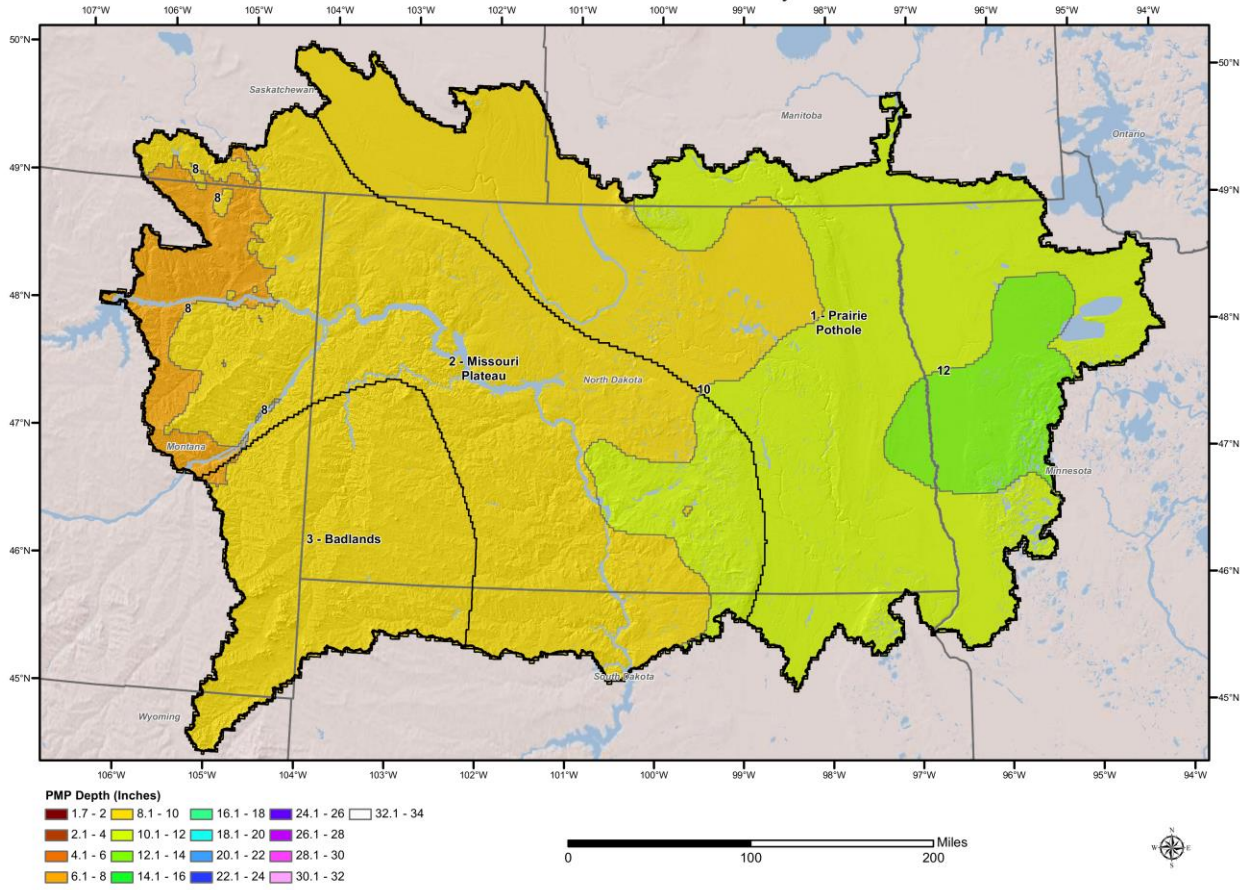 106°W 105°W 104°W 103°W 102°W 101°W 100°W 99°W 98°W 97°W 96°W 95°W 94°W
50°N 50°N
Saskatchewan
Manitoba
Ontario
49°N 8 49°N
8
48°N 48°N
8
1 - Prairie
Pothole
2 - Missouri
Plateau
North Dakota
12
10
8
47°N 47°N
Montana
Minnesota
3 - Badlands
46°N 46°N
45°N 45°N
South Dakota
Wyoming
106°W 105°W 104°W 103°W 102°W 101°W 100°W 99°W 98°W 97°W 96°W 95°W 94°W
PMP Depth (Inches)
1.7 - 2 8.1 - 10 16.1 - 18 24.1 - 26 32.1 - 34
2.1 - 4 10.1 - 12 18.1 - 20 26.1 - 28
4.1 - 6 12.1 - 14 20.1 - 22 28.1 - 30
6.1 - 8 14.1 - 16 22.1 - 24 30.1 - 32
Miles
0 100 200
N
W E
S